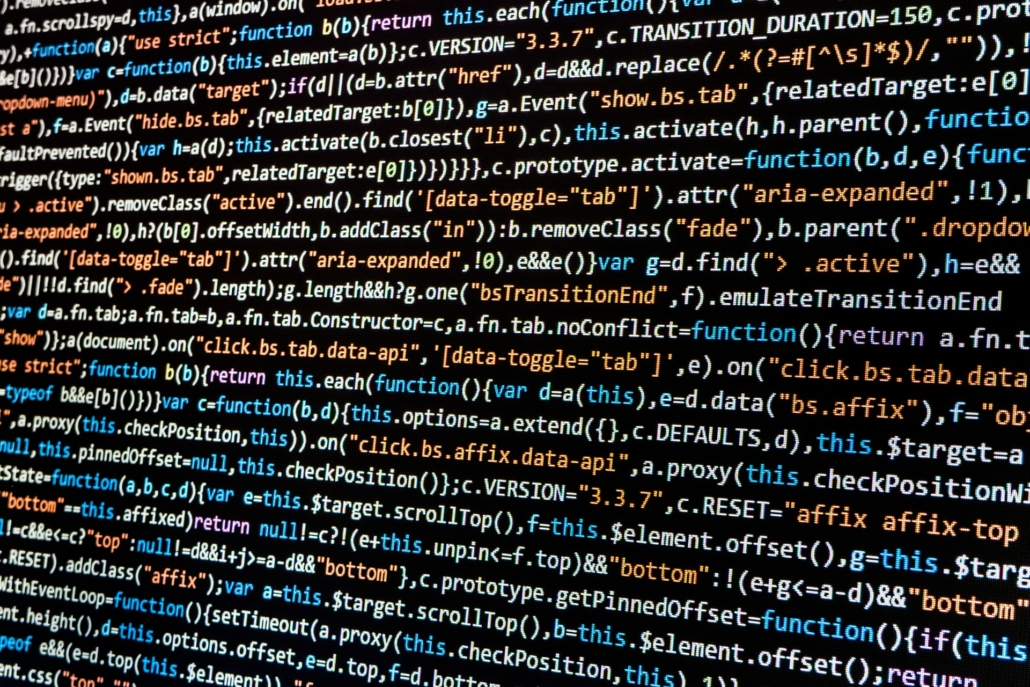 a.fn.scrollspy=d,this},a(window).on(
+function(a){"use strict";function b(b){return this.each(function(){var
&e[b]()})}var c=function(b){this.element=a(b)};c.VERSION="3.3.7",c.TRANSITION_DURATION=150,c.prot
ropdown-menu)"),d=b.data("target");if(d||(d=b.attr("href"),d=d&&d.replace(/.*(?=#[^\s]*$)/,"")),!
st a"),f=a.Event("hide.bs.tab",{relatedTarget:b[0]}),g=a.Event("show.bs.tab",{relatedTarget:e[0]
faultPrevented()){var h=a(d);this.activate(b.closest("li"),c),this.activate(h,h.parent(),functio
rigger({type:"shown.bs.tab",relatedTarget:e[0]})})}}},c.prototype.activate=function(b,d,e){func
u > .active").removeClass("active").end().find('[data-toggle="tab"]').attr("aria-expanded",!1),
ria-expanded",!0),h?(b[0].offsetWidth,b.addClass("in")):b.removeClass("fade"),b.parent(".dropdow
().find('[data-toggle="tab"]').attr("aria-expanded",!0),e&&e()}var g=d.find("> .active"),h=e&&
de")||!!d.find("> .fade").length);g.length&&h?g.one("bsTransitionEnd",f).emulateTransitionEnd
;var d=a.fn.tab;a.fn.tab=b,a.fn.tab.Constructor=c,a.fn.tab.noConflict=function(){return a.fn.t
"show")};a(document).on("click.bs.tab.data-api",'[data-toggle="tab"]',e).on("click.bs.tab.data
se strict";function b(b){return this.each(function(){var d=a(this),e=d.data("bs.affix"),f="ob
=typeof b&&e[b]()})}var c=function(b,d){this.options=a.extend({},c.DEFAULTS,d),this.$target=a
",a.proxy(this.checkPosition,this)).on("click.bs.affix.data-api",a.proxy(this.checkPositionWi
null,this.pinnedOffset=null,this.checkPosition()};c.VERSION="3.3.7",c.RESET="affix affix-top
tState=function(a,b,c,d){var e=this.$target.scrollTop(),f=this.$element.offset(),g=this.$targ
"bottom"==this.affixed)return null!=c?!(e+this.unpin<=f.top)&&"bottom":!(e+g<=a-d)&&"bottom"
l!=c&&e<=c?"top":null!=d&&i+j>=a-d&&"bottom"},c.prototype.getPinnedOffset=function(){if(this
.RESET).addClass("affix");var a=this.$target.scrollTop(),b=this.$element.offset();return
WithEventLoop=function(){setTimeout(a.proxy(this.checkPosition,this),1)}
ent.height(),d=this.options.offset,e=d.top,f=d.bottom
peof e&&(e=d.top(this.$element)),
ent.css("top",